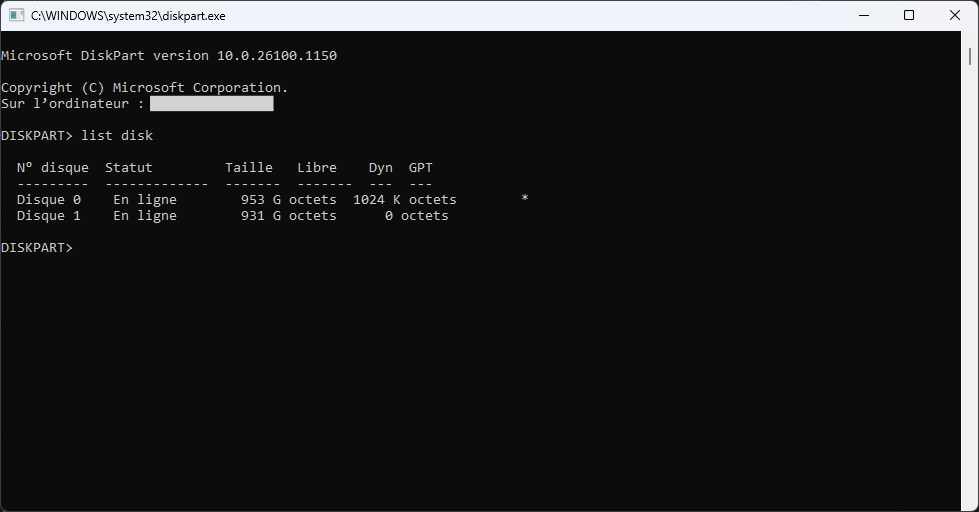 C:\WINDOWS\system32\diskpart.exe
Microsoft DiskPart version 10.0.26100.1150
Copyright (C) Microsoft Corporation.
Sur l’ordinateur :
DISKPART> list disk
  N° disque  Statut         Taille   Libre    Dyn  GPT
  ---------  -------------  -------  -------  ---  ---
  Disque 0    En ligne        953 G octets  1024 K octets        *
  Disque 1    En ligne        931 G octets      0 octets
DISKPART>